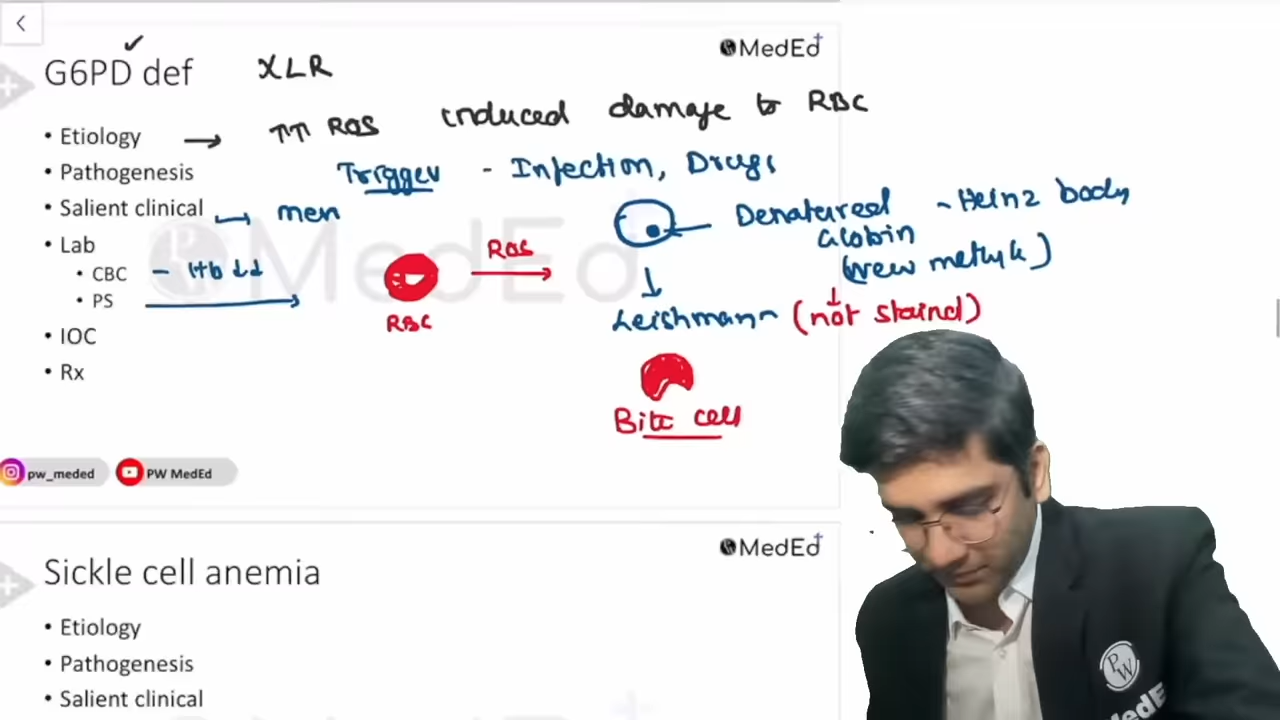 MedEd
G6PD def XLR
• Etiology → ↑↑ ROS induced damage to RBC
• Pathogenesis
Trigger - Infection, Drugs
• Salient clinical → men
Denatured - Heinz body
Globin
(New methyl)
• Lab
• CBC - Hb ↓↓
• PS
ROS
RBC
Leishman (not staind)
• IOC
• Rx
Bite cell
pw_meded
PW MedEd
MedEd
Sickle cell anemia
• Etiology
• Pathogenesis
• Salient clinical
PW